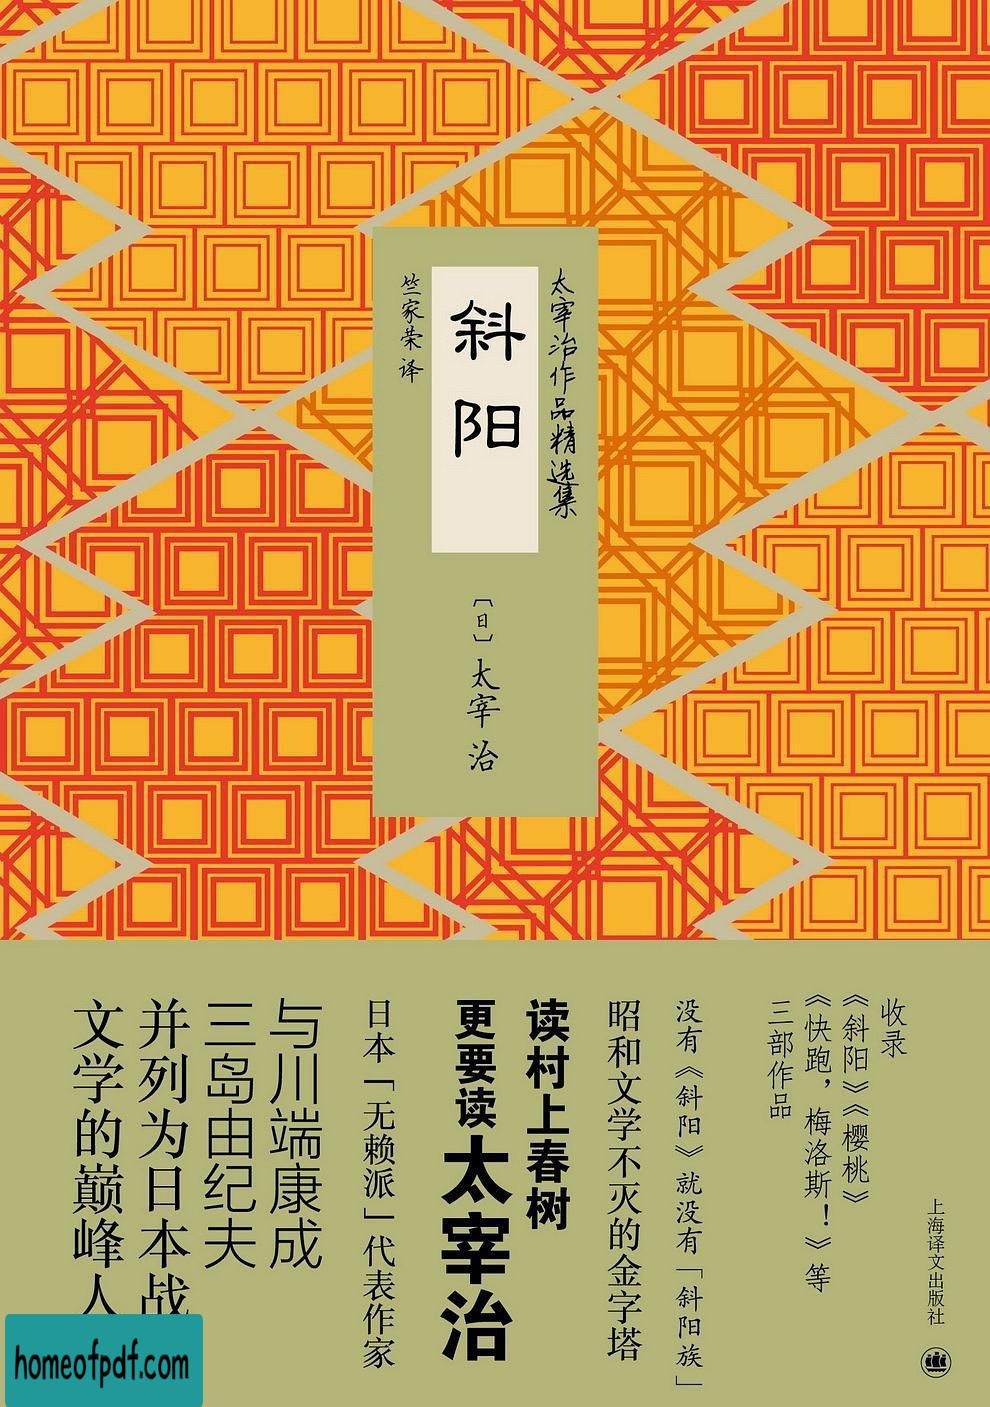 太宰治作品精选集
斜阳
竺家荣 译
［日］太宰治
收录
《斜阳》《樱桃》
《快跑，梅洛斯！》等
三部作品
没有《斜阳》就没有「斜阳族」
昭和文学不灭的金字塔
读村上春树
更要读太宰治
日本「无赖派」代表作家
与川端康成
三岛由纪夫
并列为日本战
文学的巅峰人
上海译文出版社
homeofpdf.com